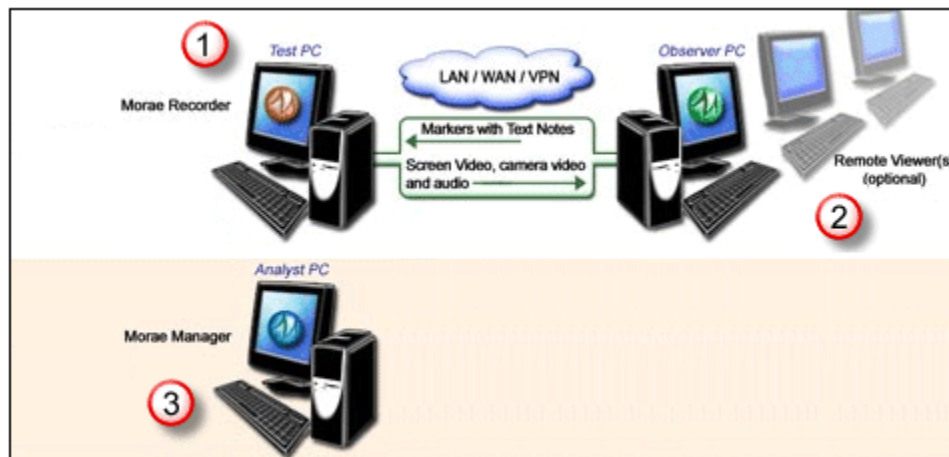 1
Test PC
Morae Recorder
LAN / WAN / VPN
Markers with Text Notes
Screen Video, camera video
and audio
Observer PC
Remote Viewer(s
(optional)
2
Analyst PC
Morae Manager
3